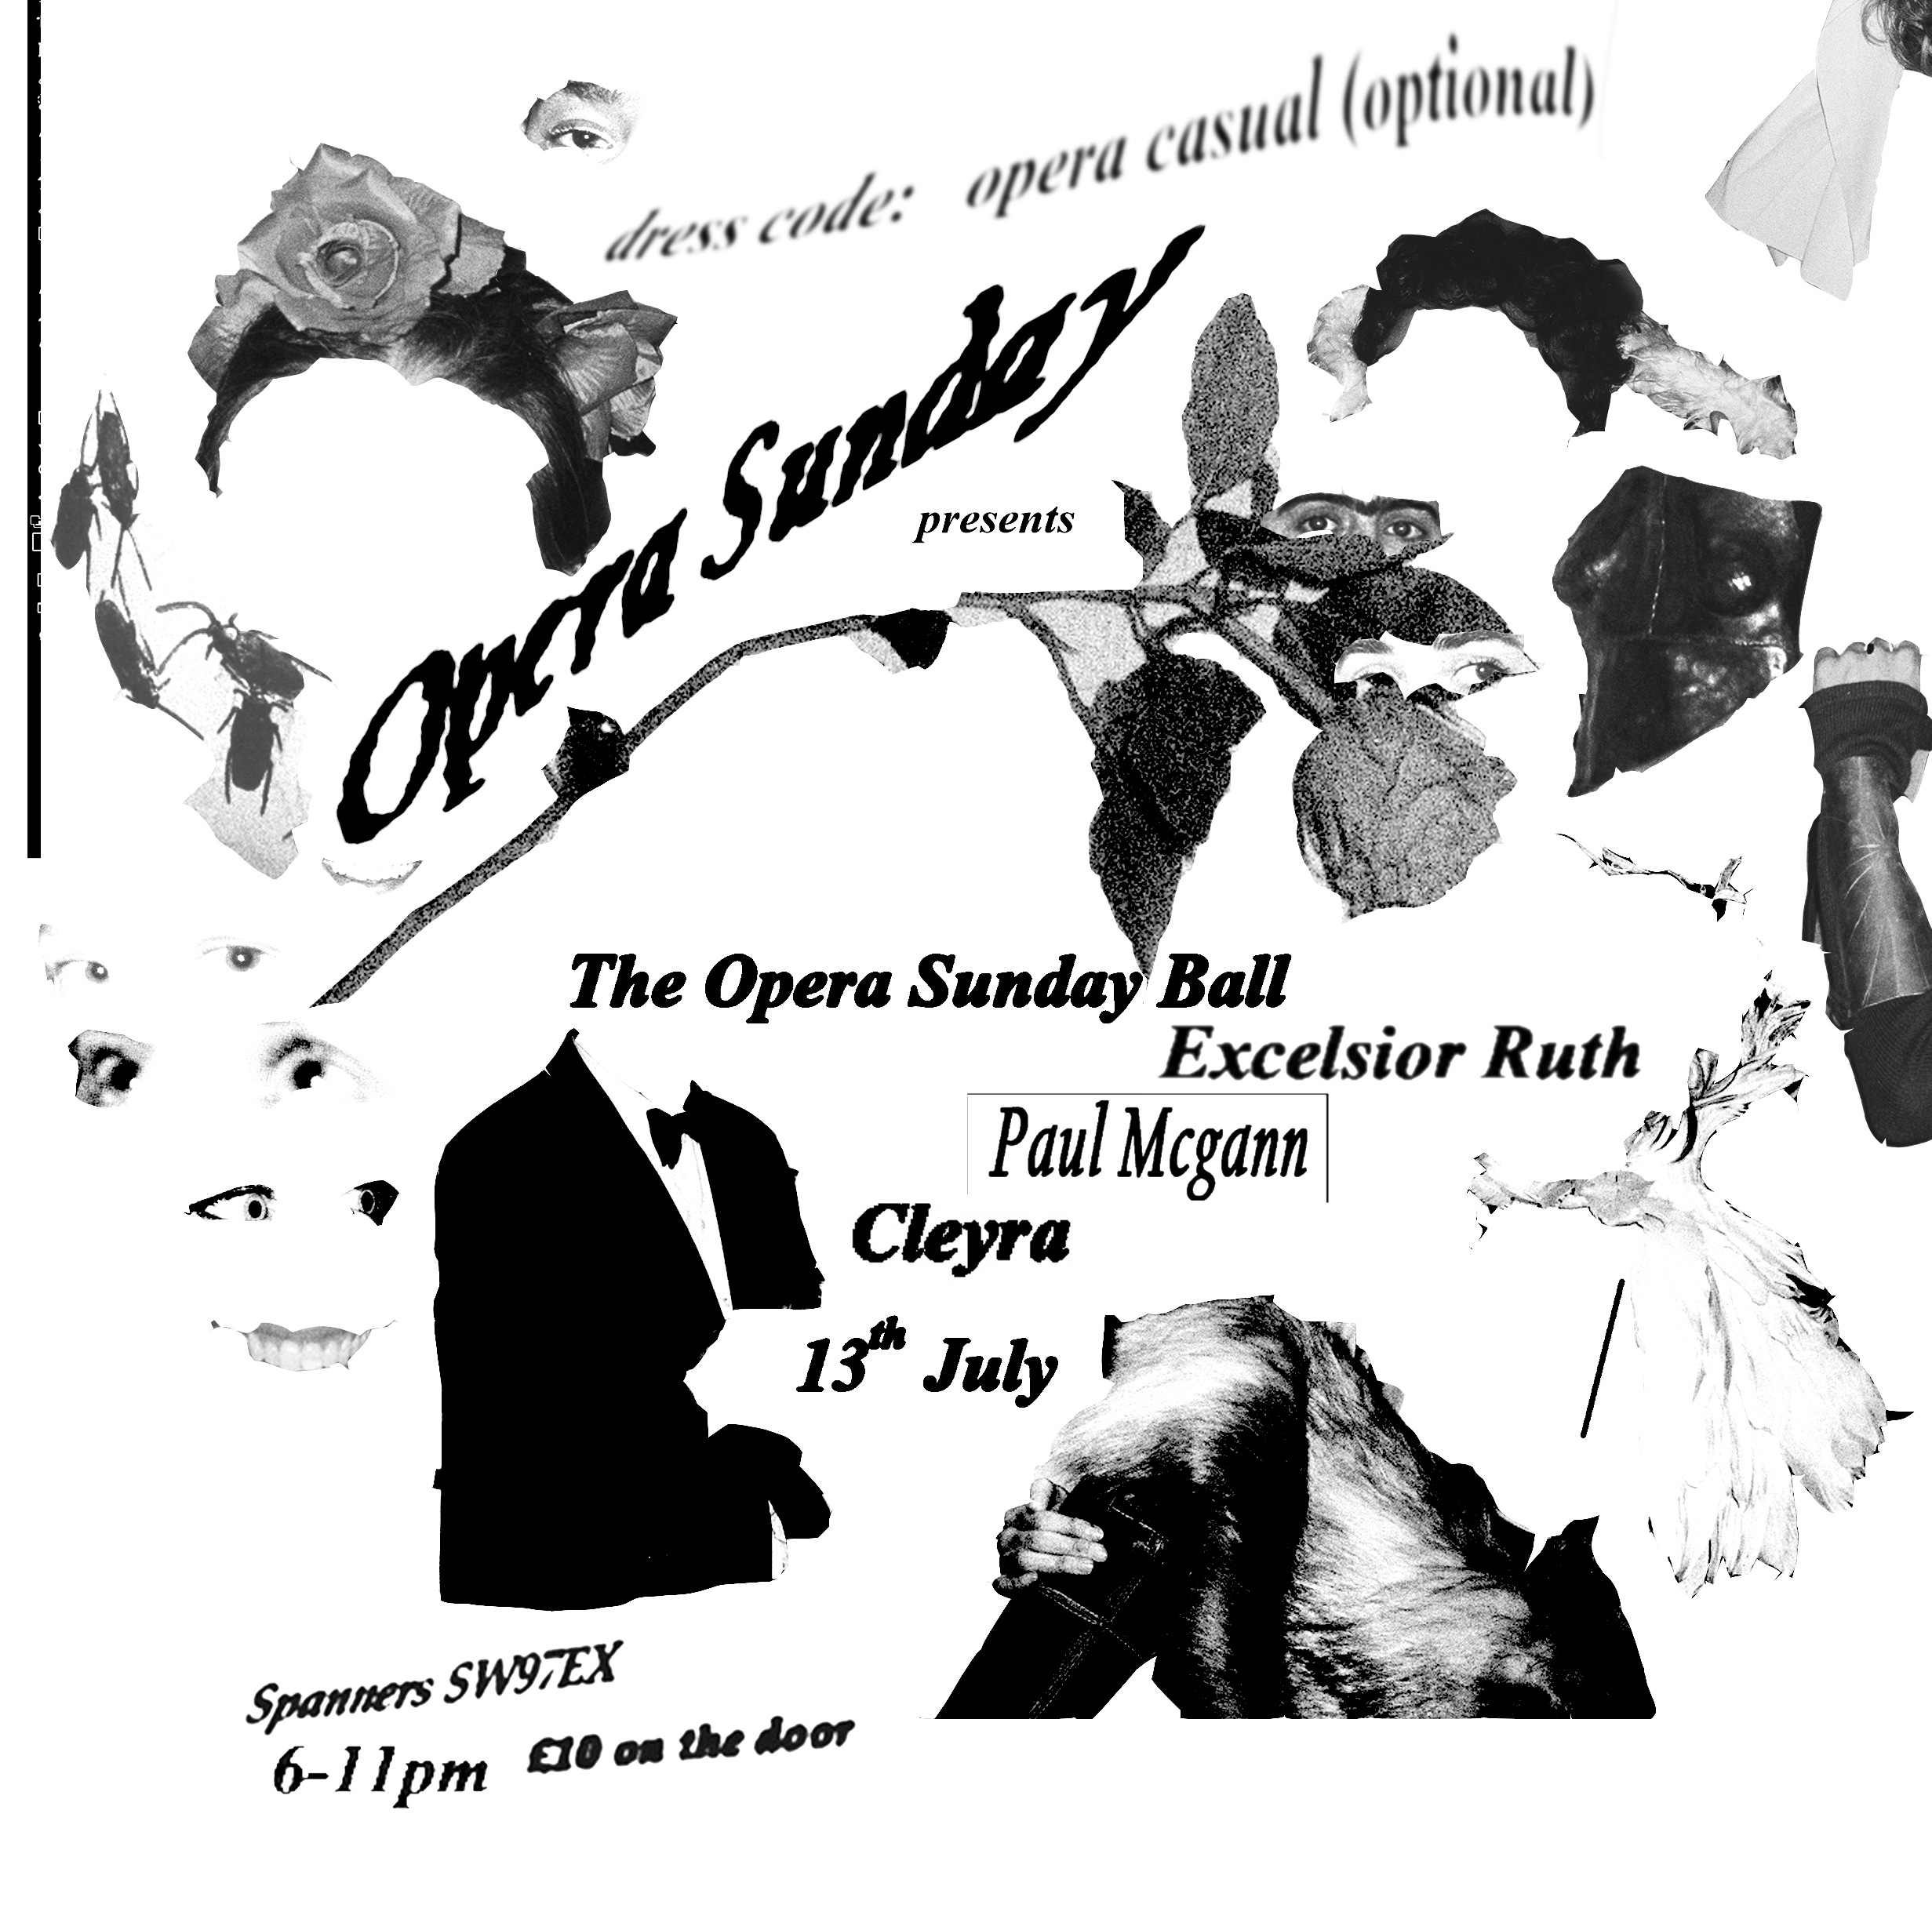 dress code: opera casual (optional)
Opera Sunday
presents
The Opera Sunday Ball
Excelsior Ruth
Paul Mcgann
Cleyra
13th July
Spanners SW97EX
6-11pm £10 on the door